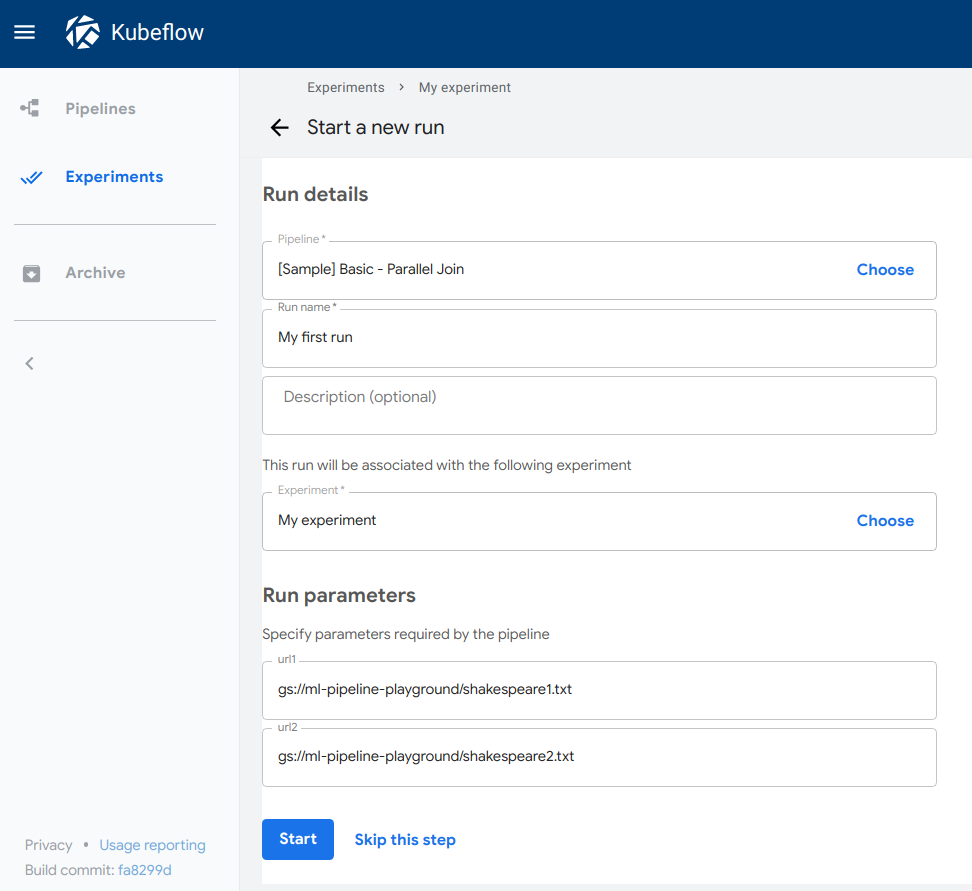 Kubeflow
Pipelines
Experiments
Archive
Privacy • Usage reporting
Build commit: fa8299d
Experiments > My experiment
Start a new run
Run details
Pipeline *
[Sample] Basic - Parallel Join
Choose
Run name *
My first run
Description (optional)
This run will be associated with the following experiment
Experiment *
My experiment
Choose
Run parameters
Specify parameters required by the pipeline
url1
gs://ml-pipeline-playground/shakespeare1.txt
url2
gs://ml-pipeline-playground/shakespeare2.txt
Start
Skip this step